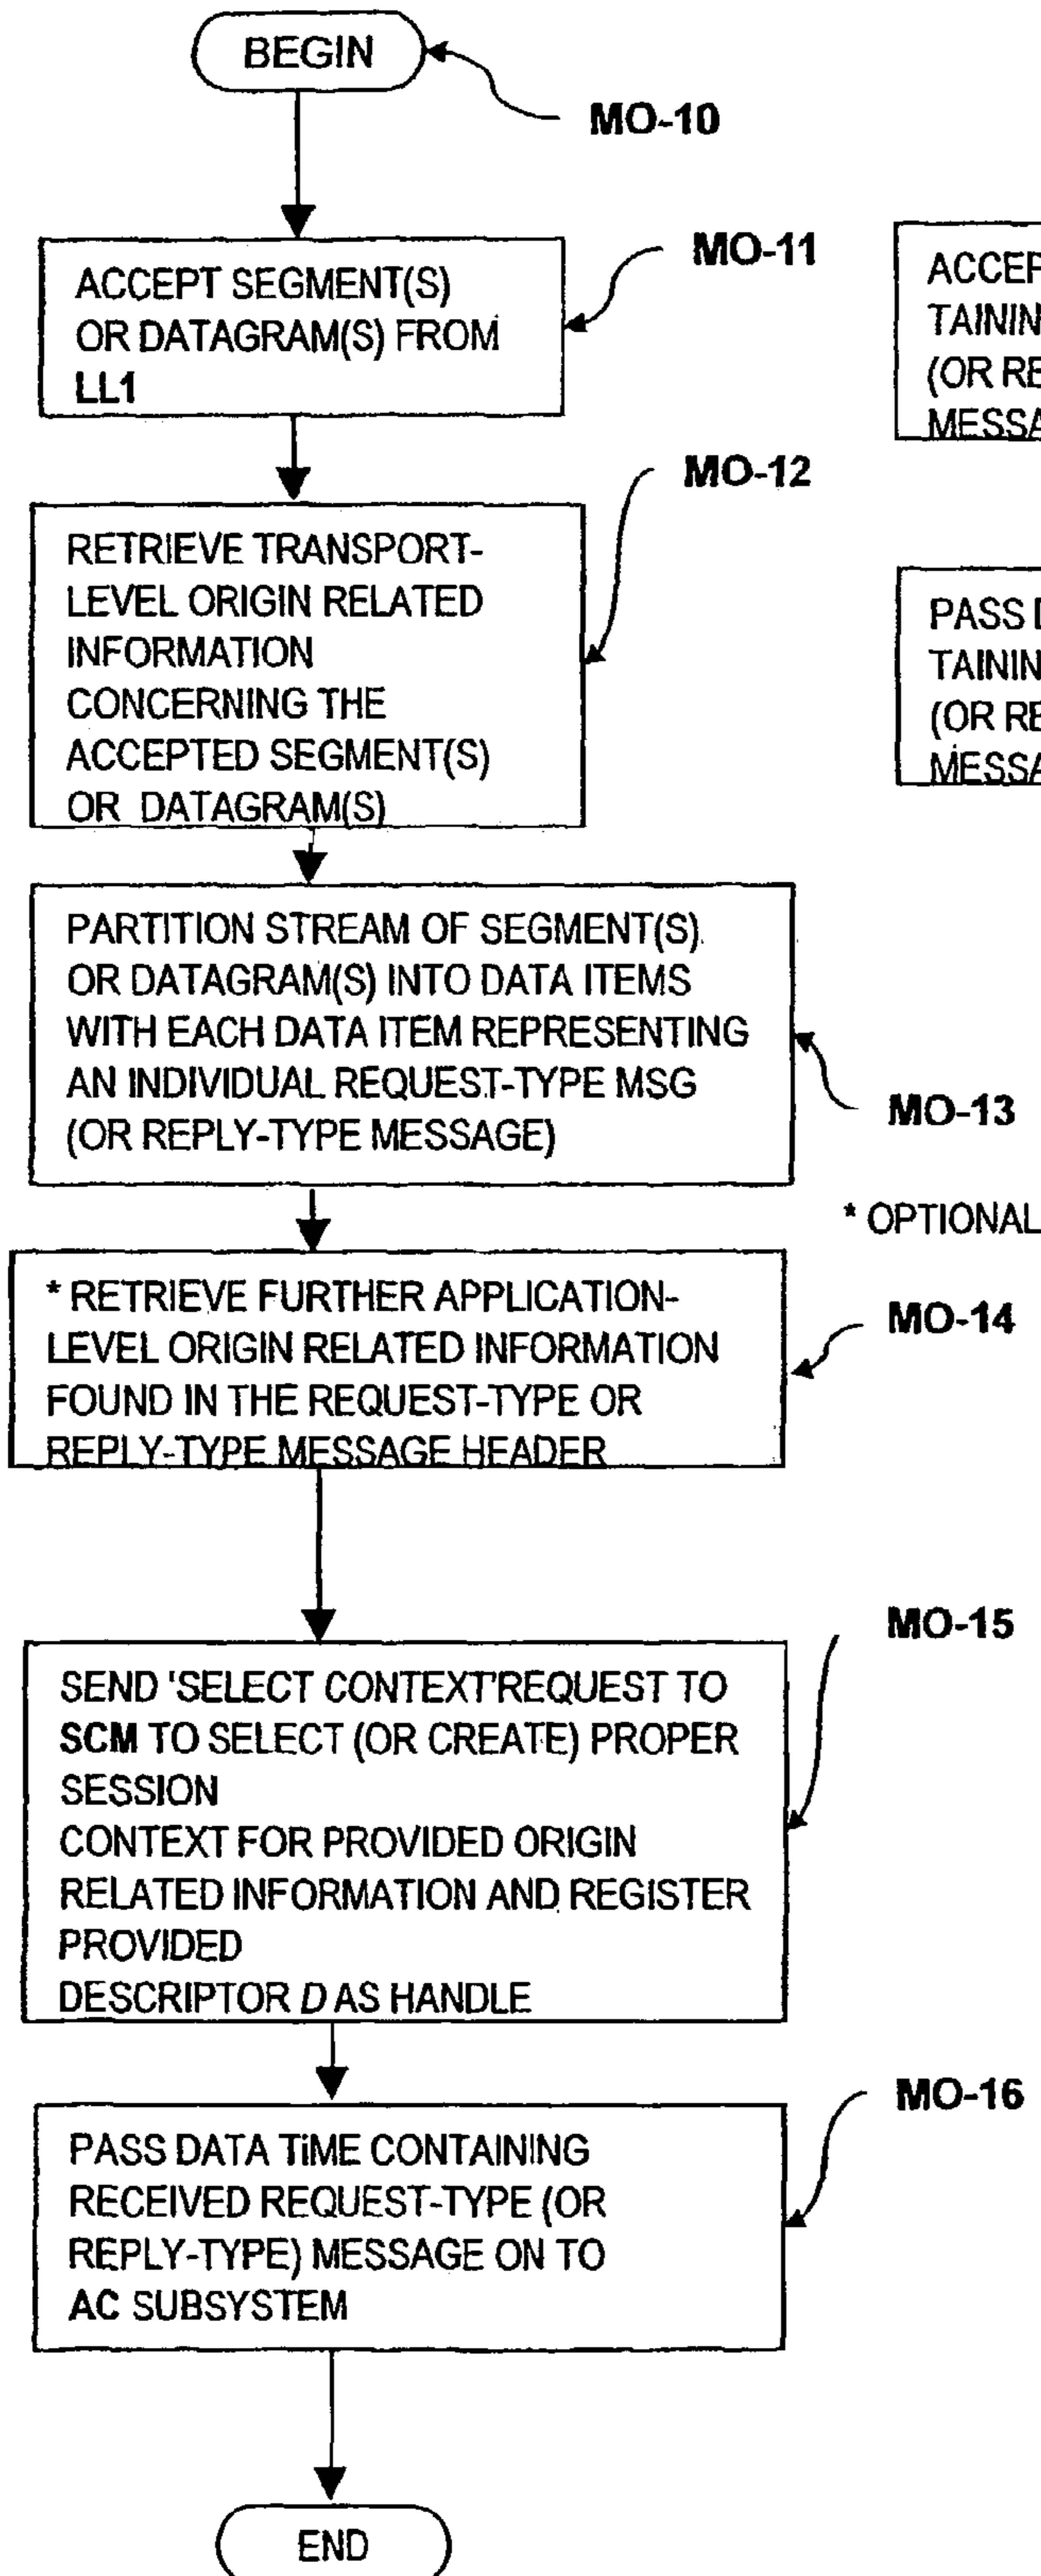 BEGIN
MO-10
ACCEPT SEGMENT(S)
OR DATAGRAM(S) FROM
LL1
MO-11
RETRIEVE TRANSPORT-
LEVEL ORIGIN RELATED
INFORMATION
CONCERNING THE
ACCEPTED SEGMENT(S)
OR DATAGRAM(S)
MO-12
PARTITION STREAM OF SEGMENT(S)
OR DATAGRAM(S) INTO DATA ITEMS
WITH EACH DATA ITEM REPRESENTING
AN INDIVIDUAL REQUEST-TYPE MSG
(OR REPLY-TYPE MESSAGE)
MO-13
* OPTIONAL
* RETRIEVE FURTHER APPLICATION-
LEVEL ORIGIN RELATED INFORMATION
FOUND IN THE REQUEST-TYPE OR
REPLY-TYPE MESSAGE HEADER
MO-14
SEND 'SELECT CONTEXT'REQUEST TO
SCM TO SELECT (OR CREATE) PROPER
SESSION
CONTEXT FOR PROVIDED ORIGIN
RELATED INFORMATION AND REGISTER
PROVIDED
DESCRIPTOR D AS HANDLE
MO-15
PASS DATA TiME CONTAINING
RECEIVED REQUEST-TYPE (OR
REPLY-TYPE) MESSAGE ON TO
AC SUBSYSTEM
MO-16
END
ACCEP
TAININ
(OR RE
MESSA
PASS
TAININ
(OR RE
MESSA